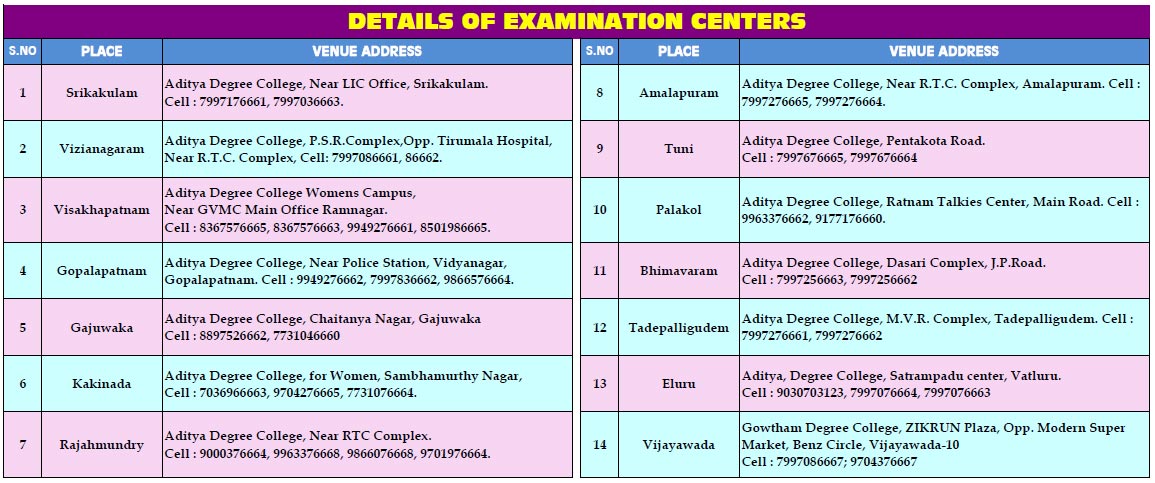 DETAILS OF EXAMINATION CENTERS
S.NO PLACE VENUE ADDRESS
1 Srikakulam Aditya Degree College, Near LIC Office, Srikakulam.
Cell : 7997176661, 7997036663.
2 Vizianagaram Aditya Degree College, P.S.R.Complex,Opp. Tirumala Hospital,
Near R.T.C. Complex, Cell: 7997086661, 86662.
3 Visakhapatnam Aditya Degree College Womens Campus,
Near GVMC Main Office Ramnagar.
Cell : 8367576665, 8367576663, 9949276661, 8501986665.
4 Gopalapatnam Aditya Degree College, Near Police Station, Vidyanagar,
Gopalapatnam. Cell : 9949276662, 7997836662, 9866576664.
5 Gajuwaka Aditya Degree College, Chaitanya Nagar, Gajuwaka
Cell : 8897526662, 7731046660
6 Kakinada Aditya Degree College, for Women, Sambhamurthy Nagar,
Cell : 7036966663, 9704276665, 7731076664.
7 Rajahmundry Aditya Degree College, Near RTC Complex.
Cell : 9000376664, 9963376668, 9866076668, 9701976664.
S.NO PLACE VENUE ADDRESS
8 Amalapuram Aditya Degree College, Near R.T.C. Complex, Amalapuram. Cell :
7997276665, 7997276664.
9 Tuni Aditya Degree College, Pentakota Road.
Cell : 7997676665, 7997676664
10 Palakol Aditya Degree College, Ratnam Talkies Center, Main Road. Cell :
9963376662, 9177176660.
11 Bhimavaram Aditya Degree College, Dasari Complex, J.P.Road.
Cell : 7997256663, 7997256662
12 Tadepalligudem Aditya Degree College, M.V.R. Complex, Tadepalligudem. Cell :
7997276661, 7997276662
13 Eluru Aditya, Degree College, Satrampadu center, Vatluru.
Cell : 9030703123, 7997076664, 7997076663
14 Vijayawada Gowtham Degree College, ZIKRUN Plaza, Opp. Modern Super
Market, Benz Circle, Vijayawada-10
Cell : 7997086667; 9704376667